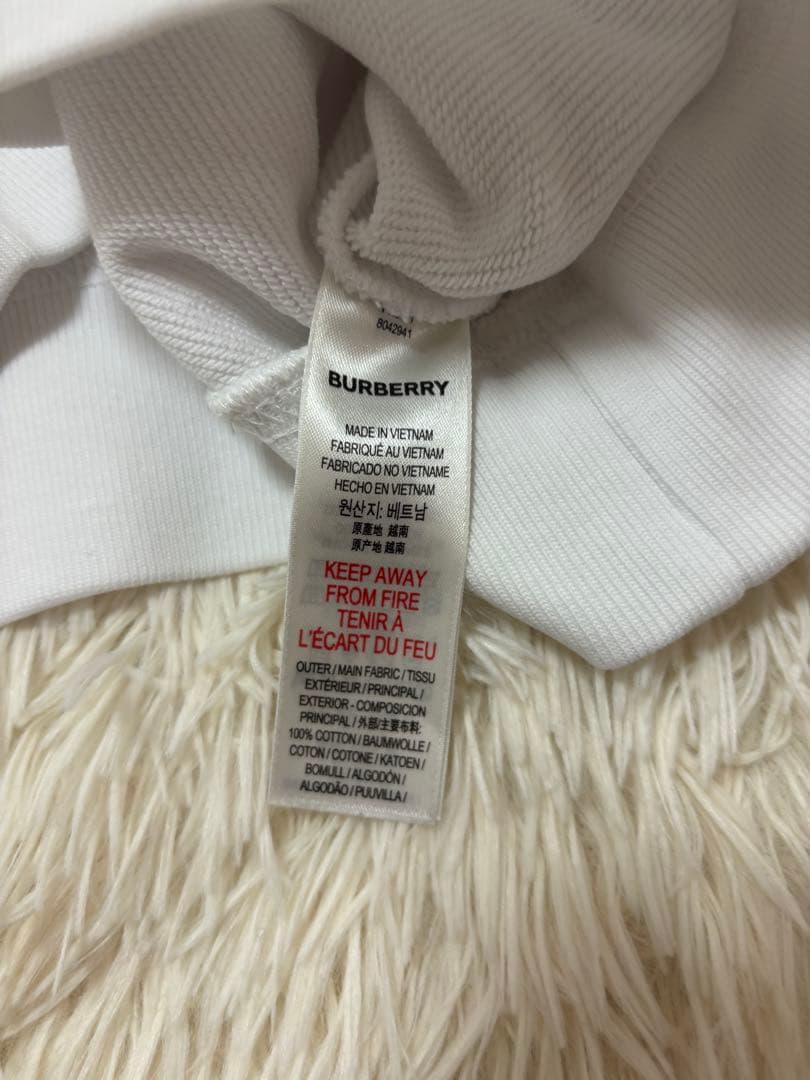 8042941
BURBERRY
MADE IN VIETNAM
FABRIQUÉ AU VIETNAM
FABRICADO NO VIETNAME
HECHO EN VIETNAM
원산지: 베트남
原產地 越南
原产地 越南
KEEP AWAY
FROM FIRE
TENIR À
L'ÉCART DU FEU
OUTER / MAIN FABRIC / TISSU
EXTÉRIEUR / PRINCIPAL /
EXTERIOR - COMPOSICION
PRINCIPAL / 外部/主要布料:
100% COTTON / BAUMWOLLE /
COTON / COTONE / KATOEN /
BOMULL / ALGODÓN /
ALGODÃO / PUUVILLA /